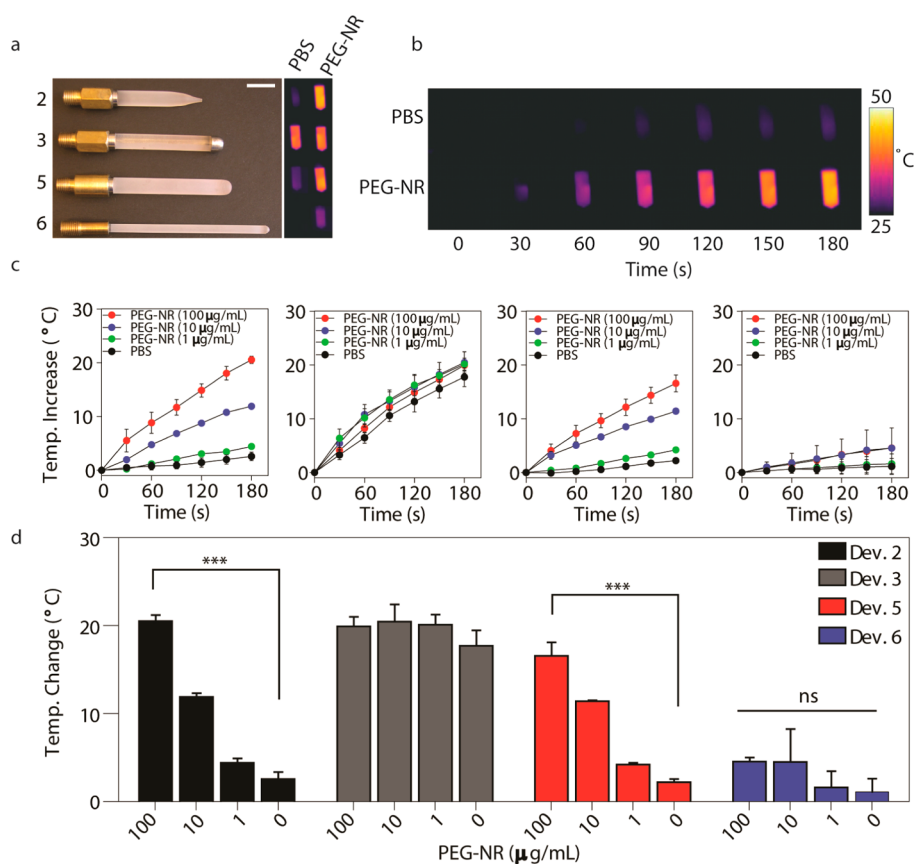 a
PBS
PEG-NR
2
3
5
6
b
PBS
PEG-NR
50
°C
25
0 30 60 90 120 150 180
Time (s)
c
Temp. Increase (°C)
30
20
10
0
PEG-NR (100 μg/mL)
PEG-NR (10 μg/mL)
PEG-NR (1 μg/mL)
PBS
0 60 120 180
Time (s)
30
20
10
0
PEG-NR (100 μg/mL)
PEG-NR (10 μg/mL)
PEG-NR (1 μg/mL)
PBS
0 60 120 180
Time (s)
30
20
10
0
PEG-NR (100 μg/mL)
PEG-NR (10 μg/mL)
PEG-NR (1 μg/mL)
PBS
0 60 120 180
Time (s)
30
20
10
0
PEG-NR (100 μg/mL)
PEG-NR (10 μg/mL)
PEG-NR (1 μg/mL)
PBS
0 60 120 180
Time (s)
d
Temp. Change (°C)
30
20
10
0
***
***
ns
Dev. 2
Dev. 3
Dev. 5
Dev. 6
100 10 1 0 100 10 1 0 100 10 1 0 100 10 1 0
PEG-NR (μg/mL)